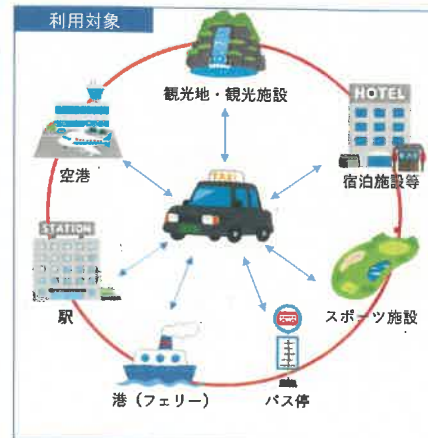 利用対象
観光地・観光施設
HOTEL
空港
宿泊施設等
TAXI
STATION
駅
スポーツ施設
港（フェリー）
バス停